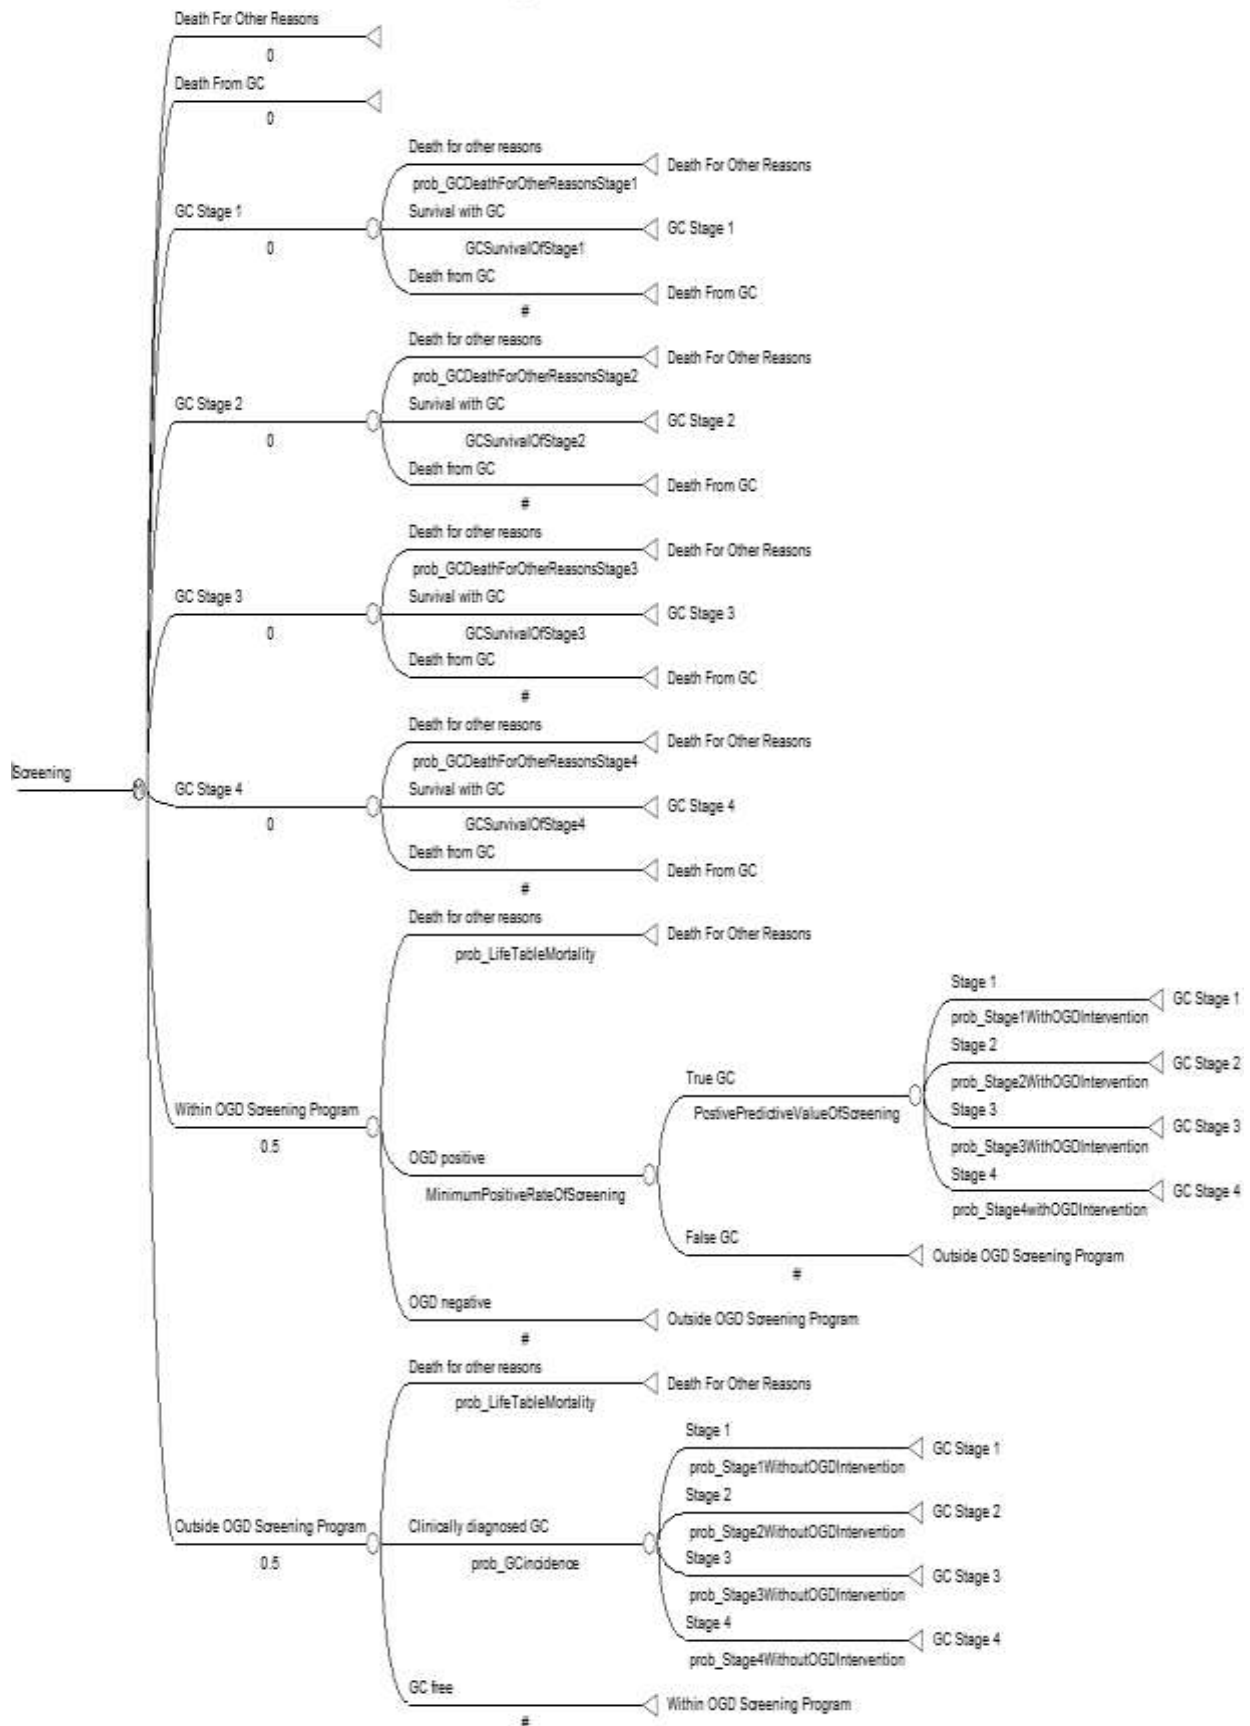 Death For Other Reasons
0
Death From GC
0
Death for other reasons
Death For Other Reasons
prob_GCDeathForOtherReasonsStage1
GC Stage 1
Survival with GC
GC Stage 1
0
GCSurvivalOfStage1
Death from GC
Death From GC
#
Death for other reasons
Death For Other Reasons
prob_GCDeathForOtherReasonsStage2
GC Stage 2
Survival with GC
GC Stage 2
0
GCSurvivalOfStage2
Death from GC
Death From GC
#
Death for other reasons
Death For Other Reasons
prob_GCDeathForOtherReasonsStage3
GC Stage 3
Survival with GC
GC Stage 3
0
GCSurvivalOfStage3
Death from GC
Death From GC
#
Death for other reasons
Death For Other Reasons
prob_GCDeathForOtherReasonsStage4
Screening
GC Stage 4
Survival with GC
GC Stage 4
0
GCSurvivalOfStage4
Death from GC
Death From GC
#
Death for other reasons
Death For Other Reasons
prob_LifeTableMortality
Stage 1
GC Stage 1
prob_Stage1WithOGDIntervention
Stage 2
GC Stage 2
True GC
prob_Stage2WithOGDIntervention
Within OGD Screening Program
PostivePredictiveValueOfScreening
Stage 3
GC Stage 3
0.5
prob_Stage3WithOGDIntervention
OGD positive
Stage 4
GC Stage 4
MinimumPositiveRateOfScreening
prob_Stage4withOGDIntervention
False GC
Outside OGD Screening Program
#
OGD negative
Outside OGD Screening Program
#
Death for other reasons
Death For Other Reasons
prob_LifeTableMortality
Stage 1
GC Stage 1
prob_Stage1WithoutOGDIntervention
Stage 2
GC Stage 2
Outside OGD Screening Program
Clinically diagnosed GC
prob_Stage2WithoutOGDIntervention
0.5
prob_GCincidence
Stage 3
GC Stage 3
prob_Stage3WithoutOGDIntervention
Stage 4
GC Stage 4
prob_Stage4WithoutOGDIntervention
GC free
Within OGD Screening Program
#